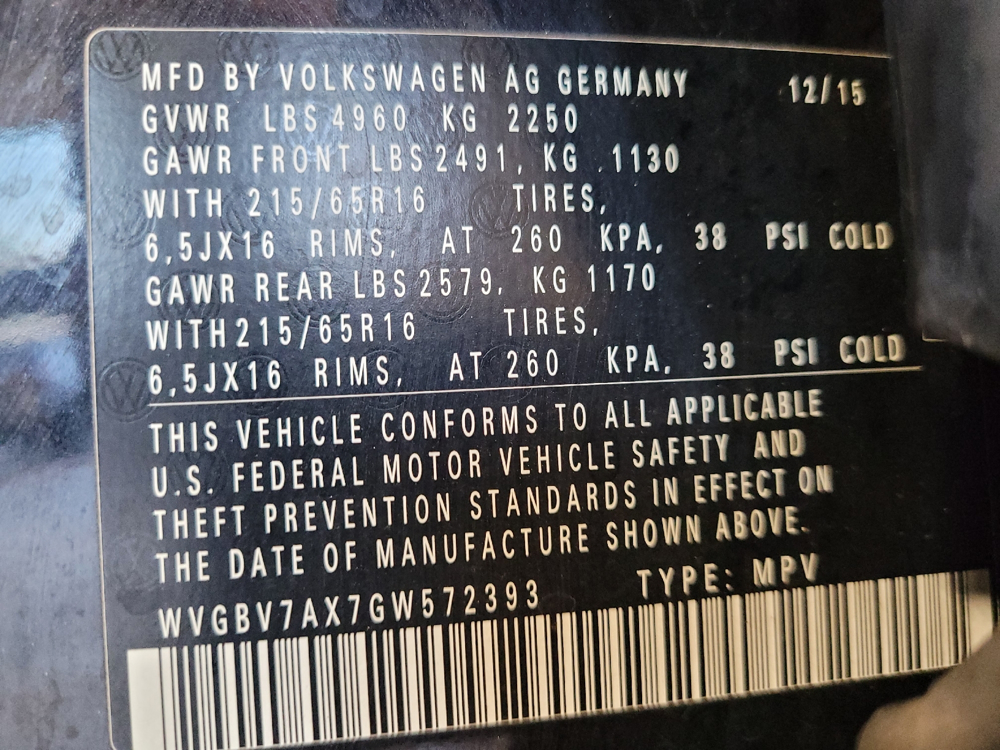 MFD BY VOLKSWAGEN AG GERMANY 12/15
GVWR LBS 4960 KG 2250
GAWR FRONT LBS 2491, KG .1130
WITH 215/65R16 TIRES,
6,5JX16 RIMS, AT 260 KPA, 38 PSI COLD
GAWR REAR LBS 2579, KG 1170
WITH 215/65R16 TIRES,
6,5JX16 RIMS, AT 260 KPA, 38 PSI COLD
THIS VEHICLE CONFORMS TO ALL APPLICABLE
U.S. FEDERAL MOTOR VEHICLE SAFETY AND
THEFT PREVENTION STANDARDS IN EFFECT ON
THE DATE OF MANUFACTURE SHOWN ABOVE.
WVGBV7AX7GW572393 TYPE: MPV